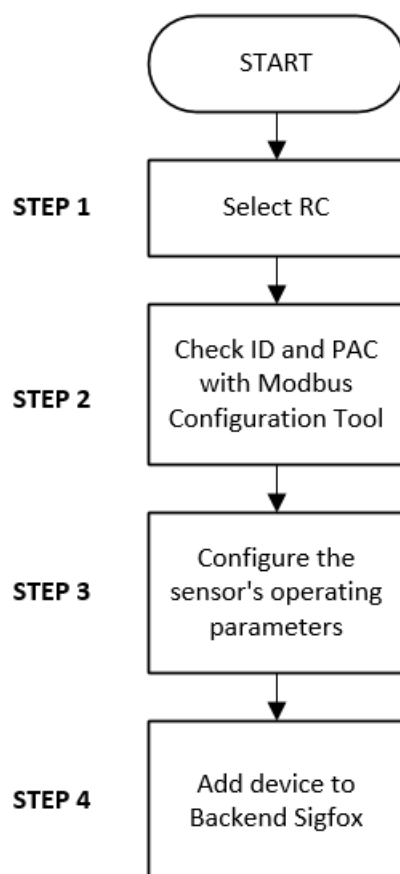 START
STEP 1
Select RC
STEP 2
Check ID and PAC
with Modbus
Configuration Tool
STEP 3
Configure the
sensor's operating
parameters
STEP 4
Add device to
Backend Sigfox